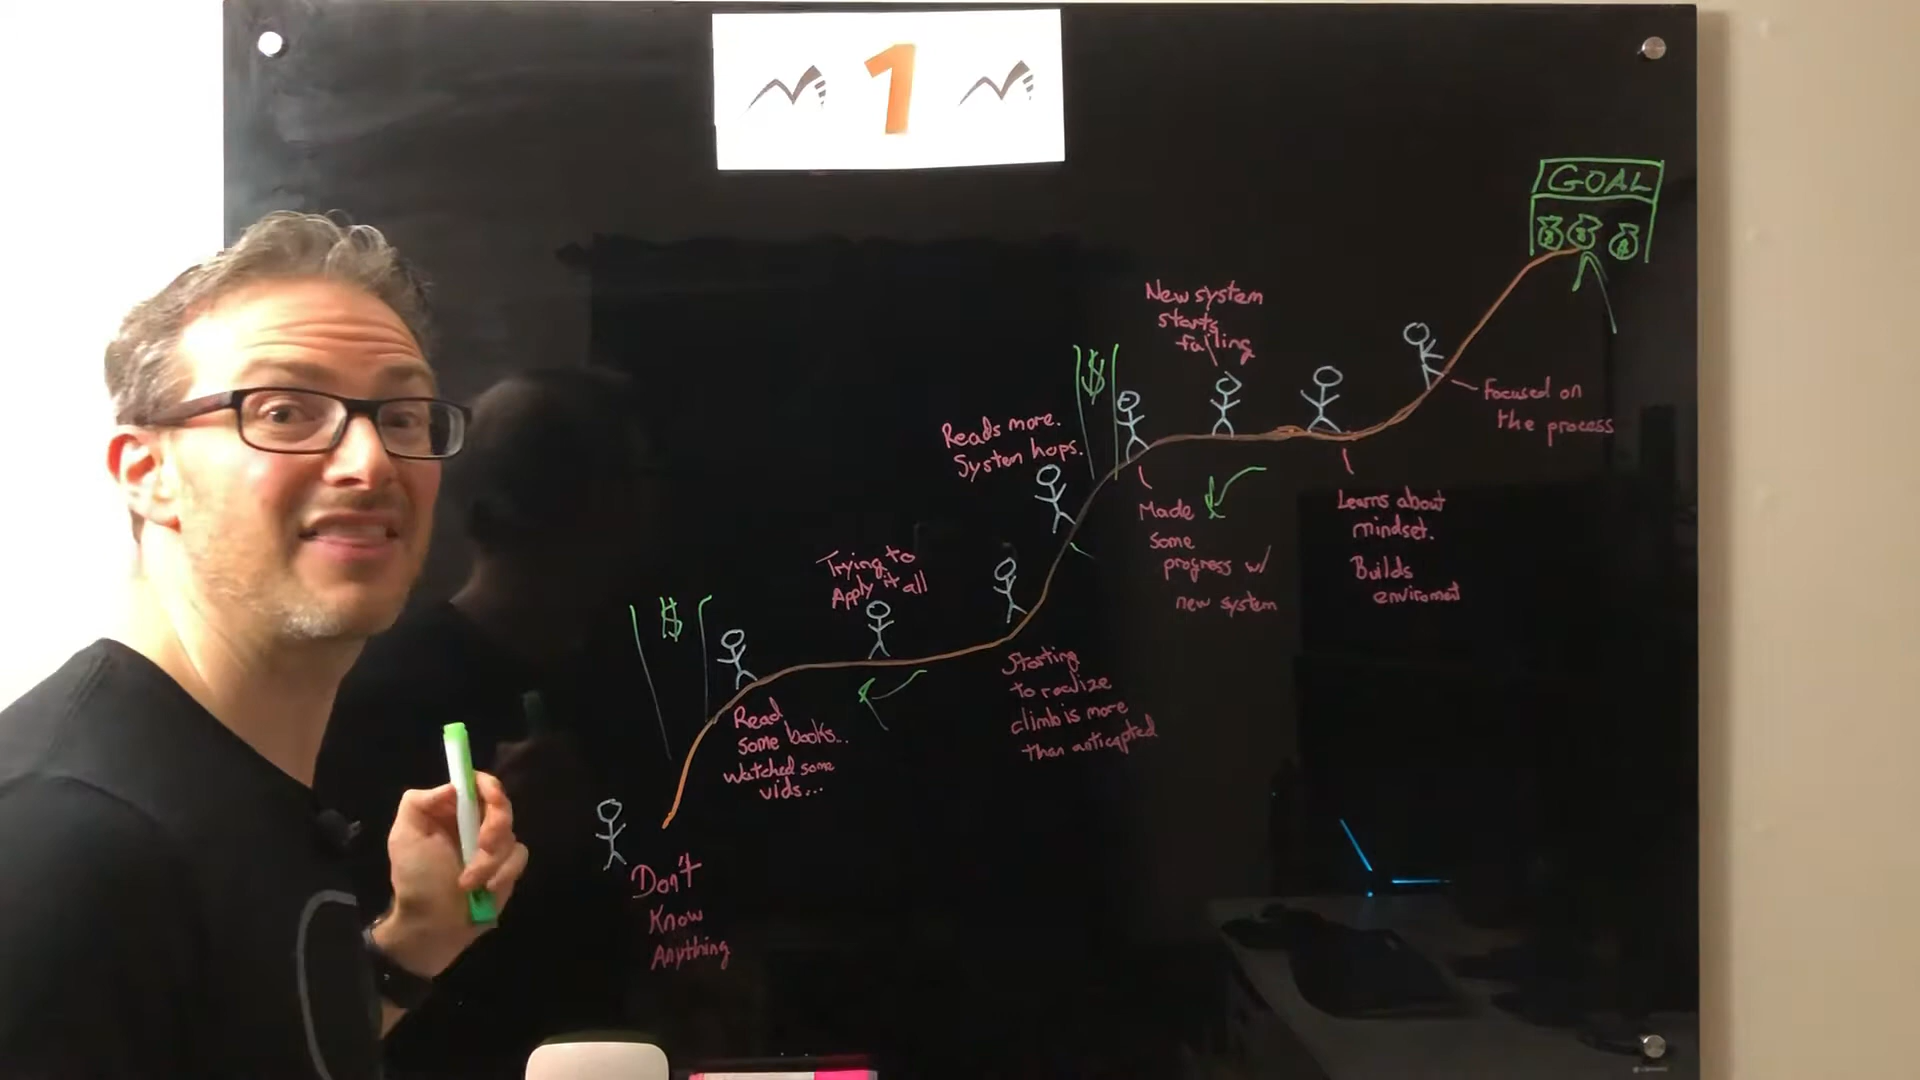 1
GOAL
$ $ $
New system
starts
failing
$
Focused on
the process
Reads more.
System hops.
Made
Some
progress w/
new system
Learns about
mindset.
Builds
enviroment
Trying to
Apply it all
$
Starting
to realize
climb is more
than anticapted
Read
some books...
Watched some
vids...
Don't
Know
Anything